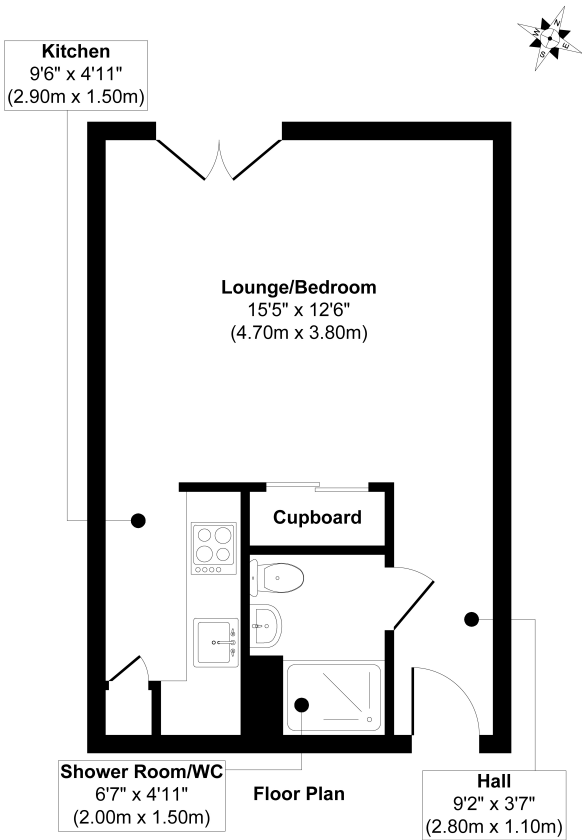 Kitchen
9'6" x 4'11"
(2.90m x 1.50m)
N
W
E
S
Lounge/Bedroom
15'5" x 12'6"
(4.70m x 3.80m)
Cupboard
Shower Room/WC
6'7" x 4'11"
(2.00m x 1.50m)
Floor Plan
Hall
9'2" x 3'7"
(2.80m x 1.10m)